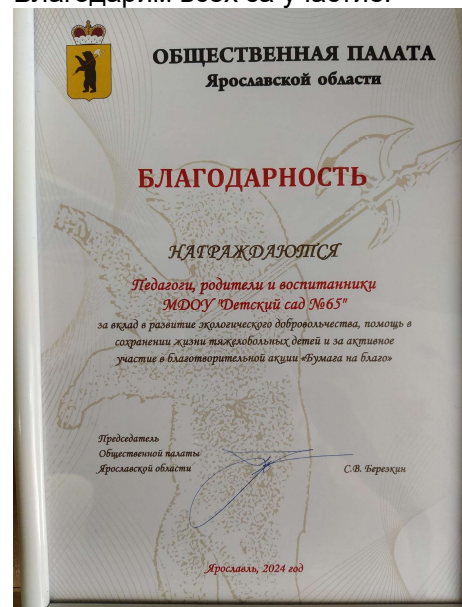 Благодарим всех за участие!
ОБЩЕСТВЕННАЯ ПАЛАТА
Ярославской области
БЛАГОДАРНОСТЬ
НАГРАЖДАЮТСЯ
Педагоги, родители и воспитанники
МДОУ "Детский сад №65"
за вклад в развитие экологического добровольчества, помощь в
сохранении жизни тяжелобольных детей и за активное
участие в благотворительной акции «Бумага на благо»
Председатель
Общественной палаты
Ярославской области
С.В. Березкин
Ярославль, 2024 год